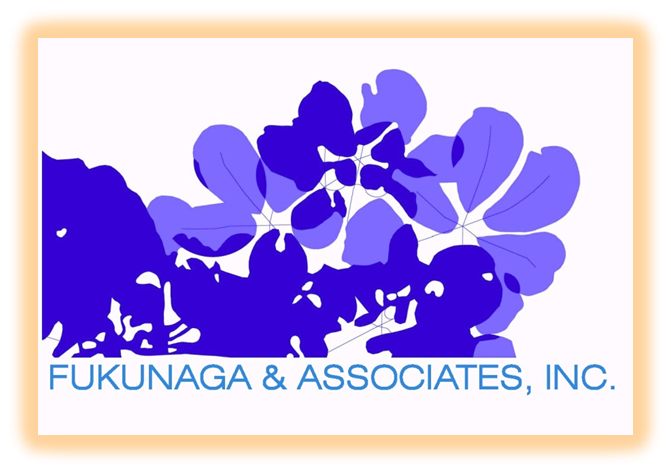 FUKUNAGA & ASSOCIATES, INC.